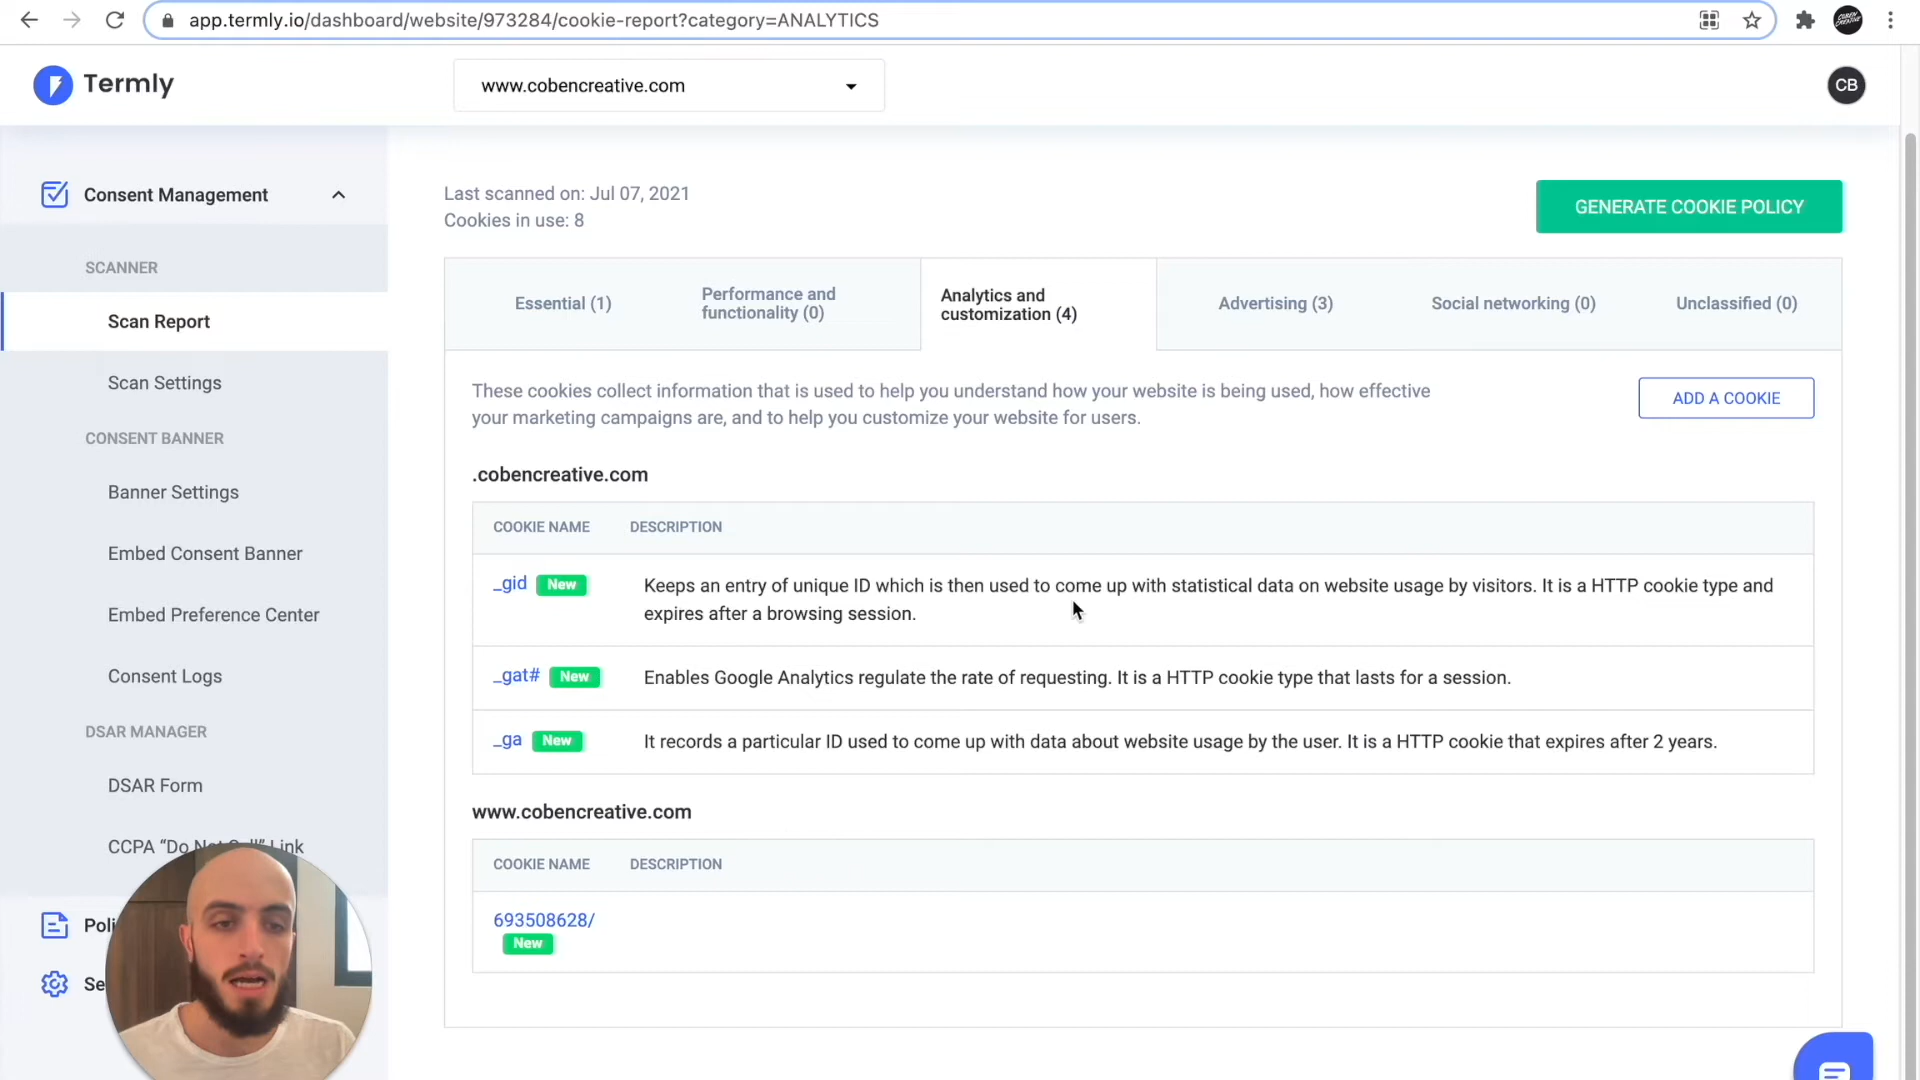 app.termly.io/dashboard/website/973284/cookie-report?category=ANALYTICS
Termly
www.cobencreative.com
CB
Consent Management
SCANNER
Scan Report
Scan Settings
CONSENT BANNER
Banner Settings
Embed Consent Banner
Embed Preference Center
Consent Logs
DSAR MANAGER
DSAR Form
CCPA “Do Not Sell” Link
Last scanned on: Jul 07, 2021
Cookies in use: 8
GENERATE COOKIE POLICY
Essential (1)
Performance and
functionality (0)
Analytics and
customization (4)
Advertising (3)
Social networking (0)
Unclassified (0)
These cookies collect information that is used to help you understand how your website is being used, how effective
your marketing campaigns are, and to help you customize your website for users.
ADD A COOKIE
.cobencreative.com
COOKIE NAME DESCRIPTION
_gid New Keeps an entry of unique ID which is then used to come up with statistical data on website usage by visitors. It is a HTTP cookie type and
expires after a browsing session.
_gat# New Enables Google Analytics regulate the rate of requesting. It is a HTTP cookie type that lasts for a session.
_ga New It records a particular ID used to come up with data about website usage by the user. It is a HTTP cookie that expires after 2 years.
www.cobencreative.com
COOKIE NAME DESCRIPTION
693508628/
New